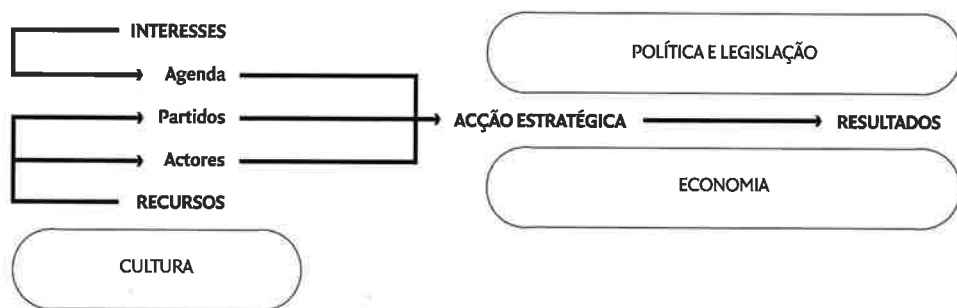 INTERESSES
Agenda
Partidos
Actores
RECURSOS
CULTURA
ACÇÃO ESTRATÉGICA
POLÍTICA E LEGISLAÇÃO
RESULTADOS
ECONOMIA